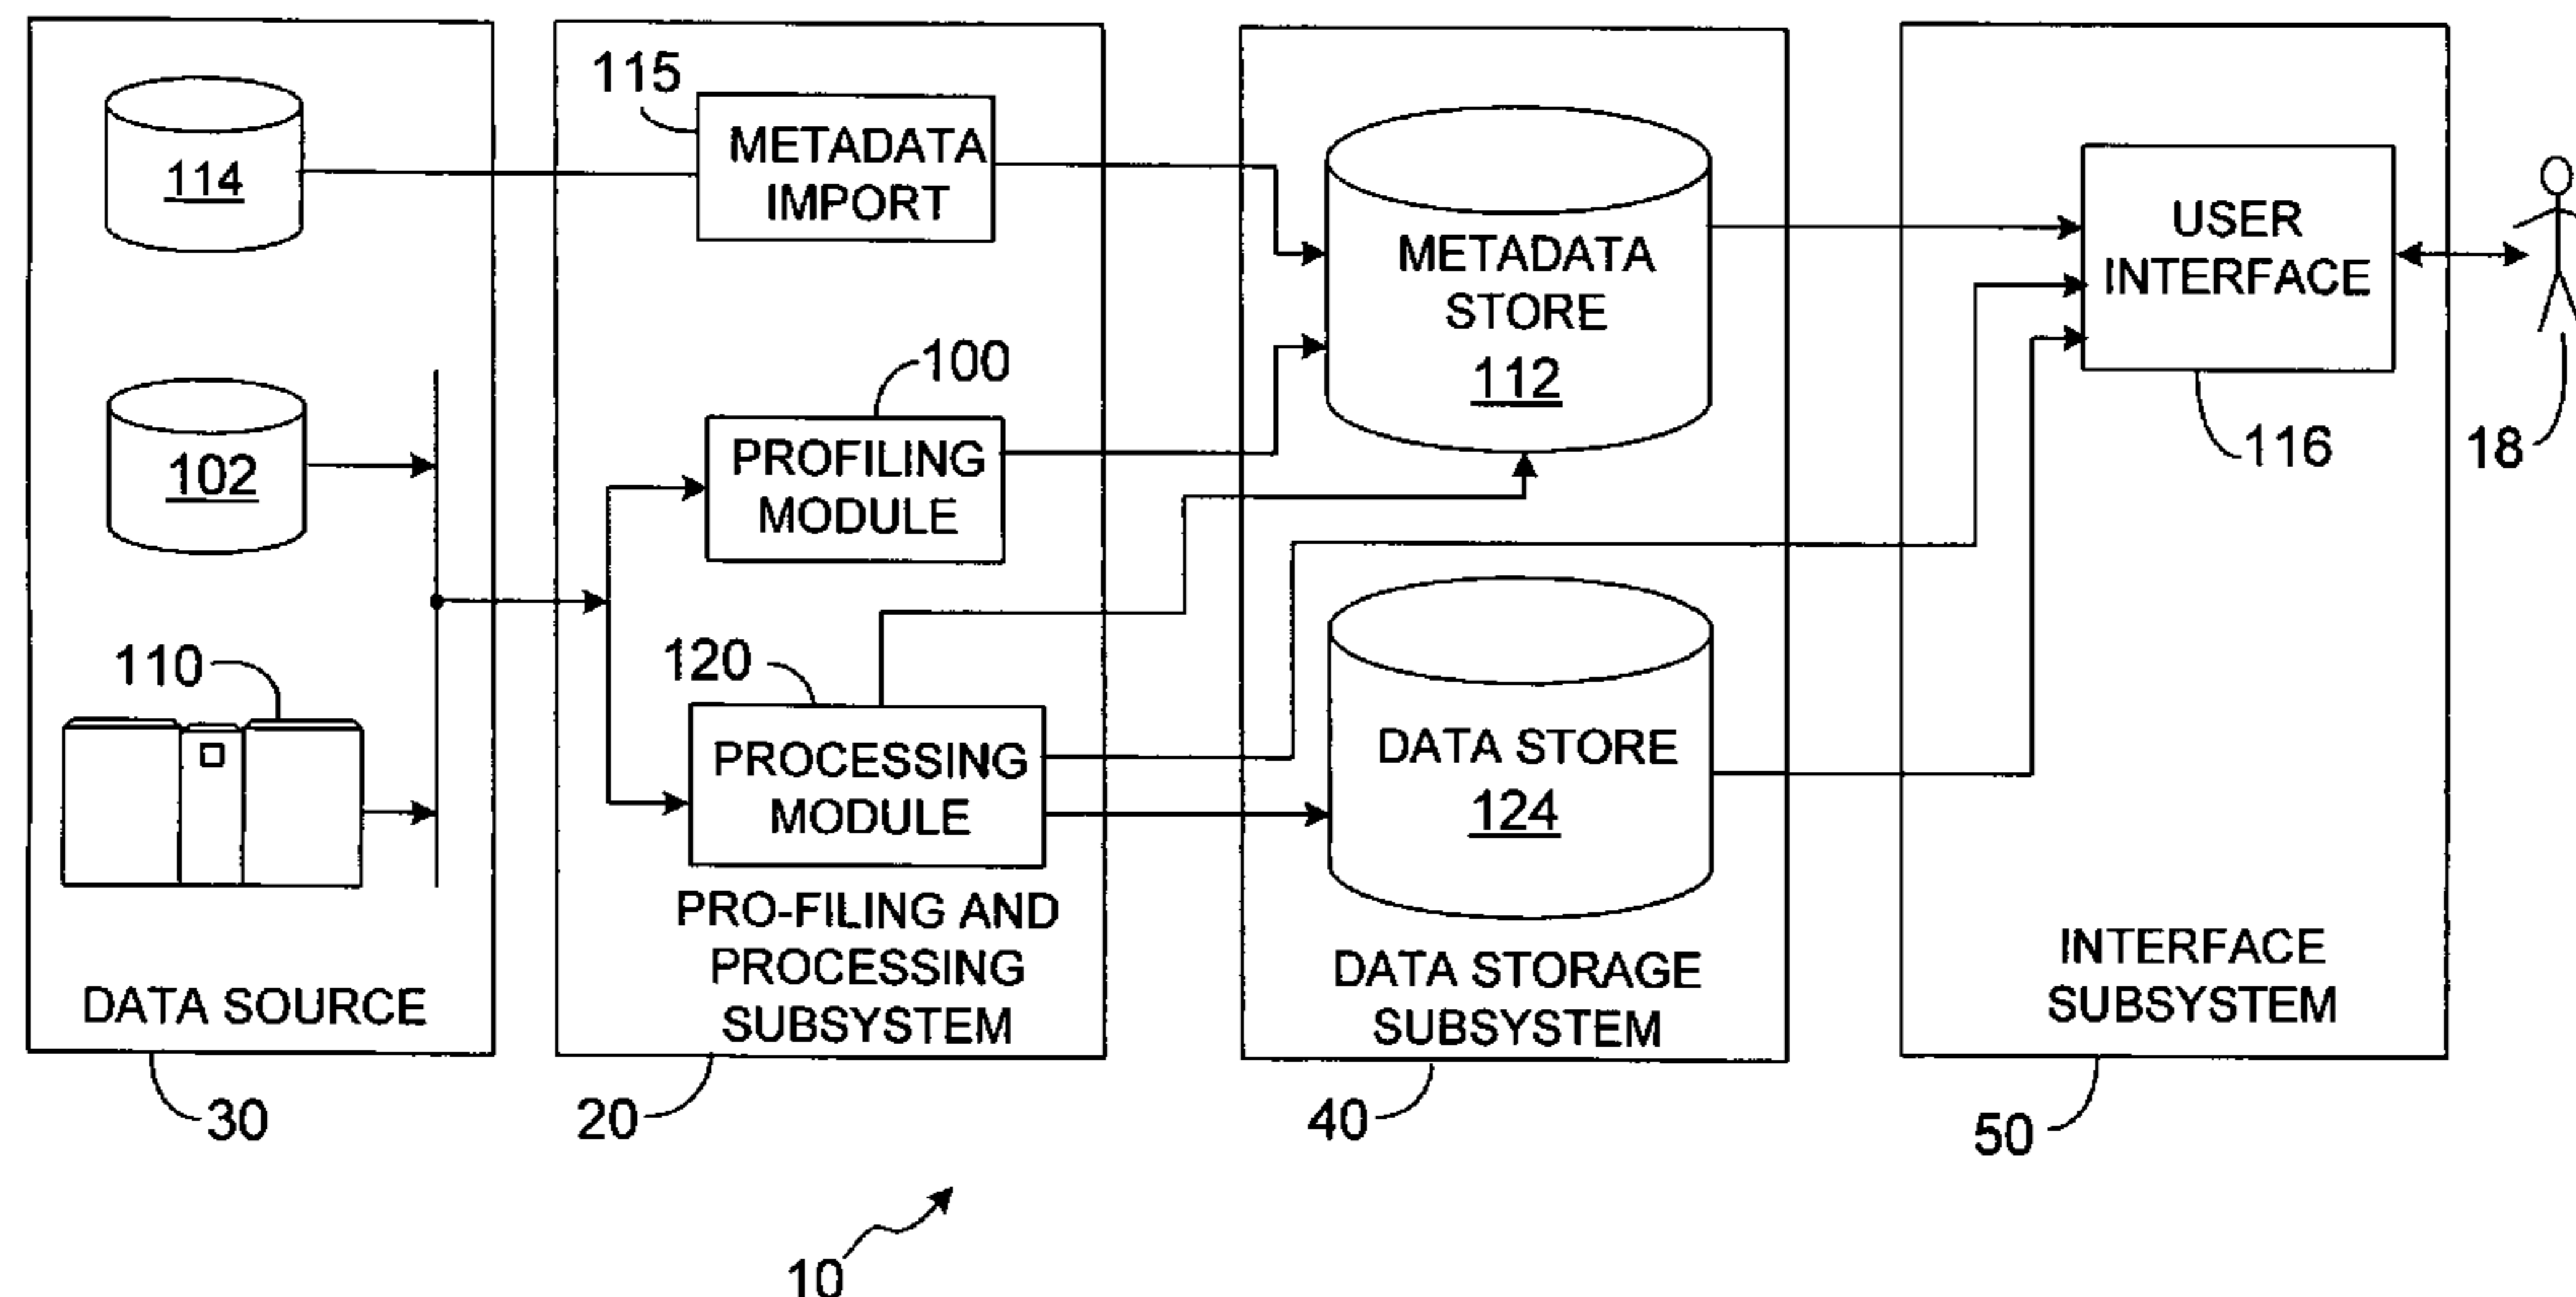 115
114
METADATA
IMPORT
METADATA
STORE
112
USER
INTERFACE
116
18
102
100
PROFILING
MODULE
110
120
PROCESSING
MODULE
DATA STORE
124
DATA SOURCE
30
PRO-FILING AND
PROCESSING
SUBSYSTEM
20
DATA STORAGE
SUBSYSTEM
40
INTERFACE
SUBSYSTEM
50
10